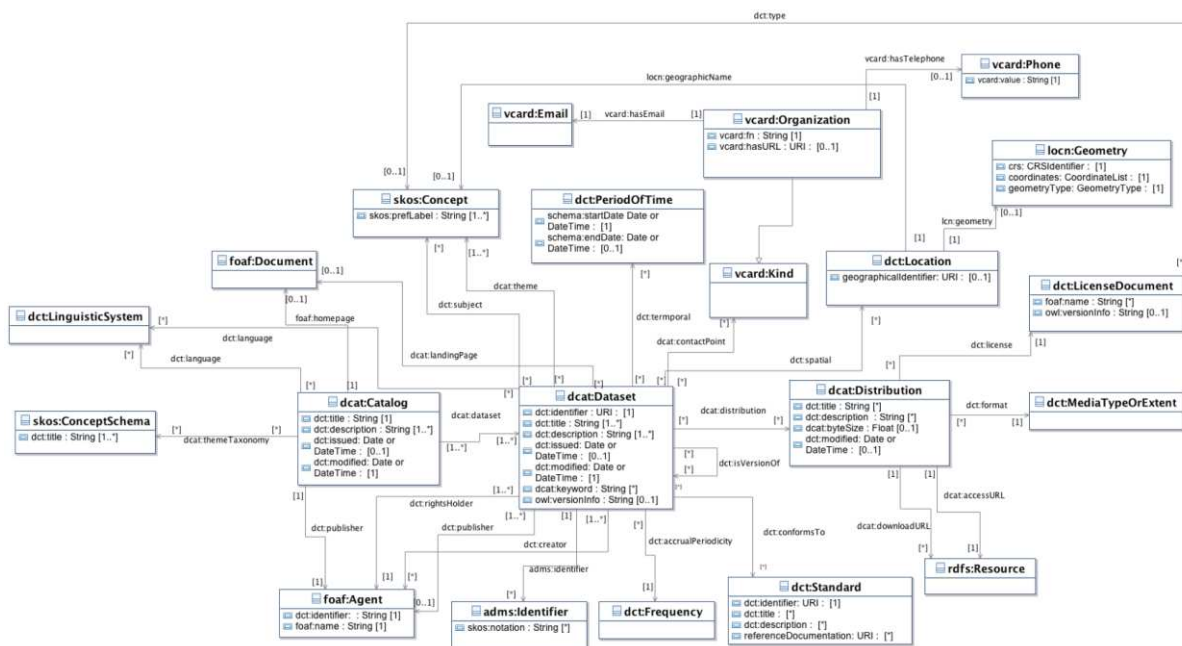 dct:type
vcard:hasTelephone
[0..1]
[1]
vcard:Phone
vcard:value : String [1]
locn:geographicName
vcard:Email
[1]
vcard:hasEmail
[1]
vcard:Organization
vcard:fn : String [1]
vcard:hasURL : URI : [0..1]
locn:Geometry
crs: CRSIdentifier : [1]
coordinates: CoordinateList : [1]
geometryType: GeometryType : [1]
[0..1]
[0..1]
[0..1]
lcn:geometry
[1]
[1]
skos:Concept
skos:prefLabel : String [1..*]
[*]
[1..*]
dct:PeriodOfTime
schema:startDate Date or
DateTime : [1]
schema:endDate: Date or
DateTime : [0..1]
[*]
vcard:Kind
[*]
dct:Location
geographicalIdentifier: URI : [0..1]
[*]
[*]
foaf:Document
[0..1]
[0..1]
dcat:theme
dct:subject
dct:termporal
dcat:contactPoint
dct:spatial
dct:LicenseDocument
foaf:name : String [*]
owl:versionInfo : String [0..1]
dct:license
[1]
dct:LinguisticSystem
[*]
[*]
foaf:homepage
dct:language
dct:language
dcat:landingPage
[*]
[1]
[*]
[*]
[*]
[*]
[*]
[*]
[*]
[*]
dcat:Catalog
dct:title : String [1]
dct:description : String [1..*]
dct:issued: Date or
DateTime : [0..1]
dct:modified: Date or
DateTime : [1]
dcat:dataset
[1..*]
[1..*]
dcat:Dataset
dct:identifier : URI : [1]
dct:title : String [1..*]
dct:description : String [1..*]
dct:issued: Date or
DateTime : [0..1]
dct:modified: Date or
DateTime : [1]
dcat:keyword : String [*]
owl:versionInfo : String [0..1]
dcat:distribution
[*]
[*]
[*]
[*]
[*]
dct:isVersionOf
dcat:Distribution
dct:title : String [*]
dct:description : String [*]
dcat:byteSize : Float [0..1]
dct:modified: Date or
DateTime : [0..1]
dct:format
[*]
[1]
dct:MediaTypeOrExtent
skos:ConceptSchema
dct:title : String [1..*]
[*]
[*]
dcat:themeTaxonomy
[1]
dct:publisher
[1]
dct:rightsHolder
[1..*]
dct:publisher
[1..*]
dct:creator
[1]
[1..*]
[*]
[*]
adms:identifier
dct:accrualPeriodicity
dct:conformsTo
[*]
[1]
dcat:accessURL
dcat:downloadURL
[*]
[1]
rdfs:Resource
[1]
[*]
[0..1]
[*]
[1]
[*]
foaf:Agent
dct:identifier: : String [1]
foaf:name : String [1]
adms:Identifier
skos:notation : String [*]
dct:Frequency
dct:Standard
dct:identifier: URI : [1]
dct:title : [*]
dct:description : [*]
referenceDocumentation: URI : [*]